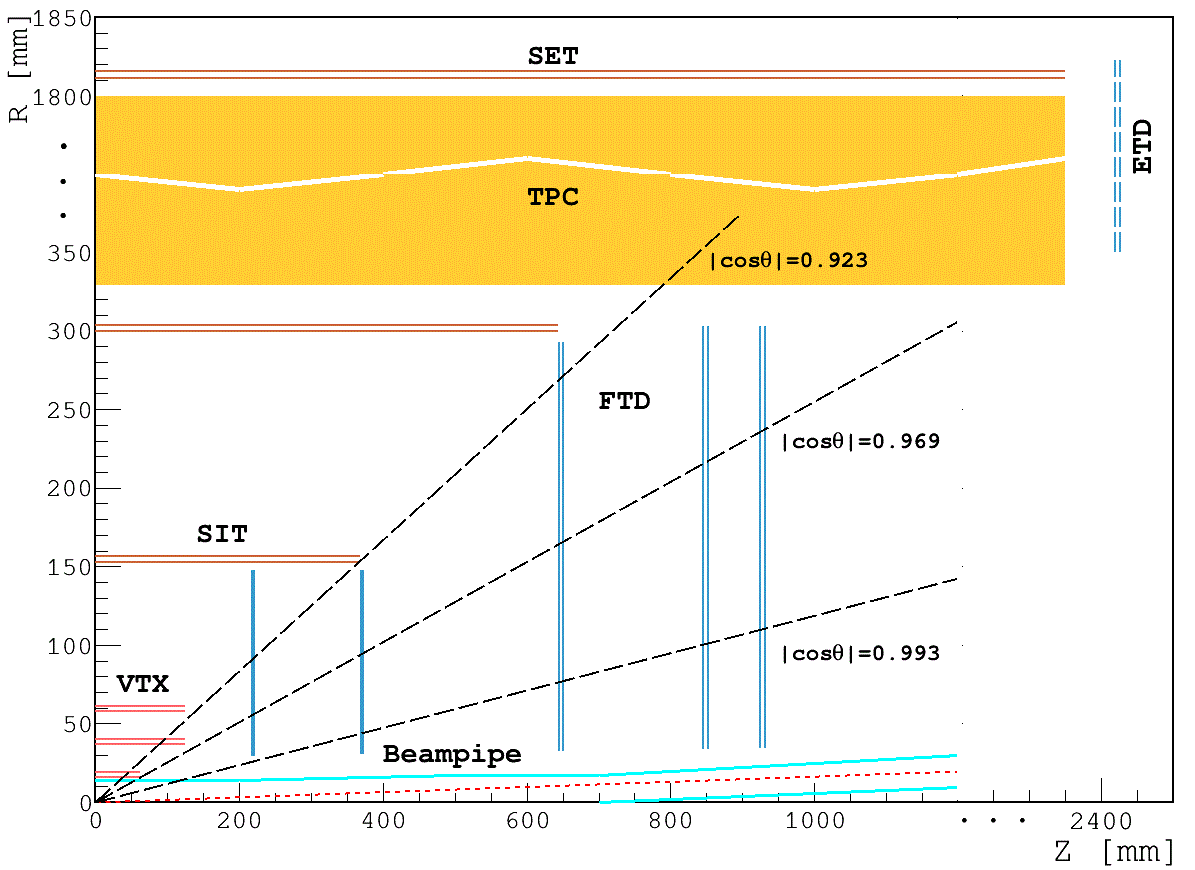 1850
R [mm]
SET
1800
ETD
TPC
350
|cosθ|=0.923
300
FTD
250
|cosθ|=0.969
200
SIT
150
100
|cosθ|=0.993
VTX
50
Beampipe
0
0 200 400 600 800 1000 2400
Z [mm]